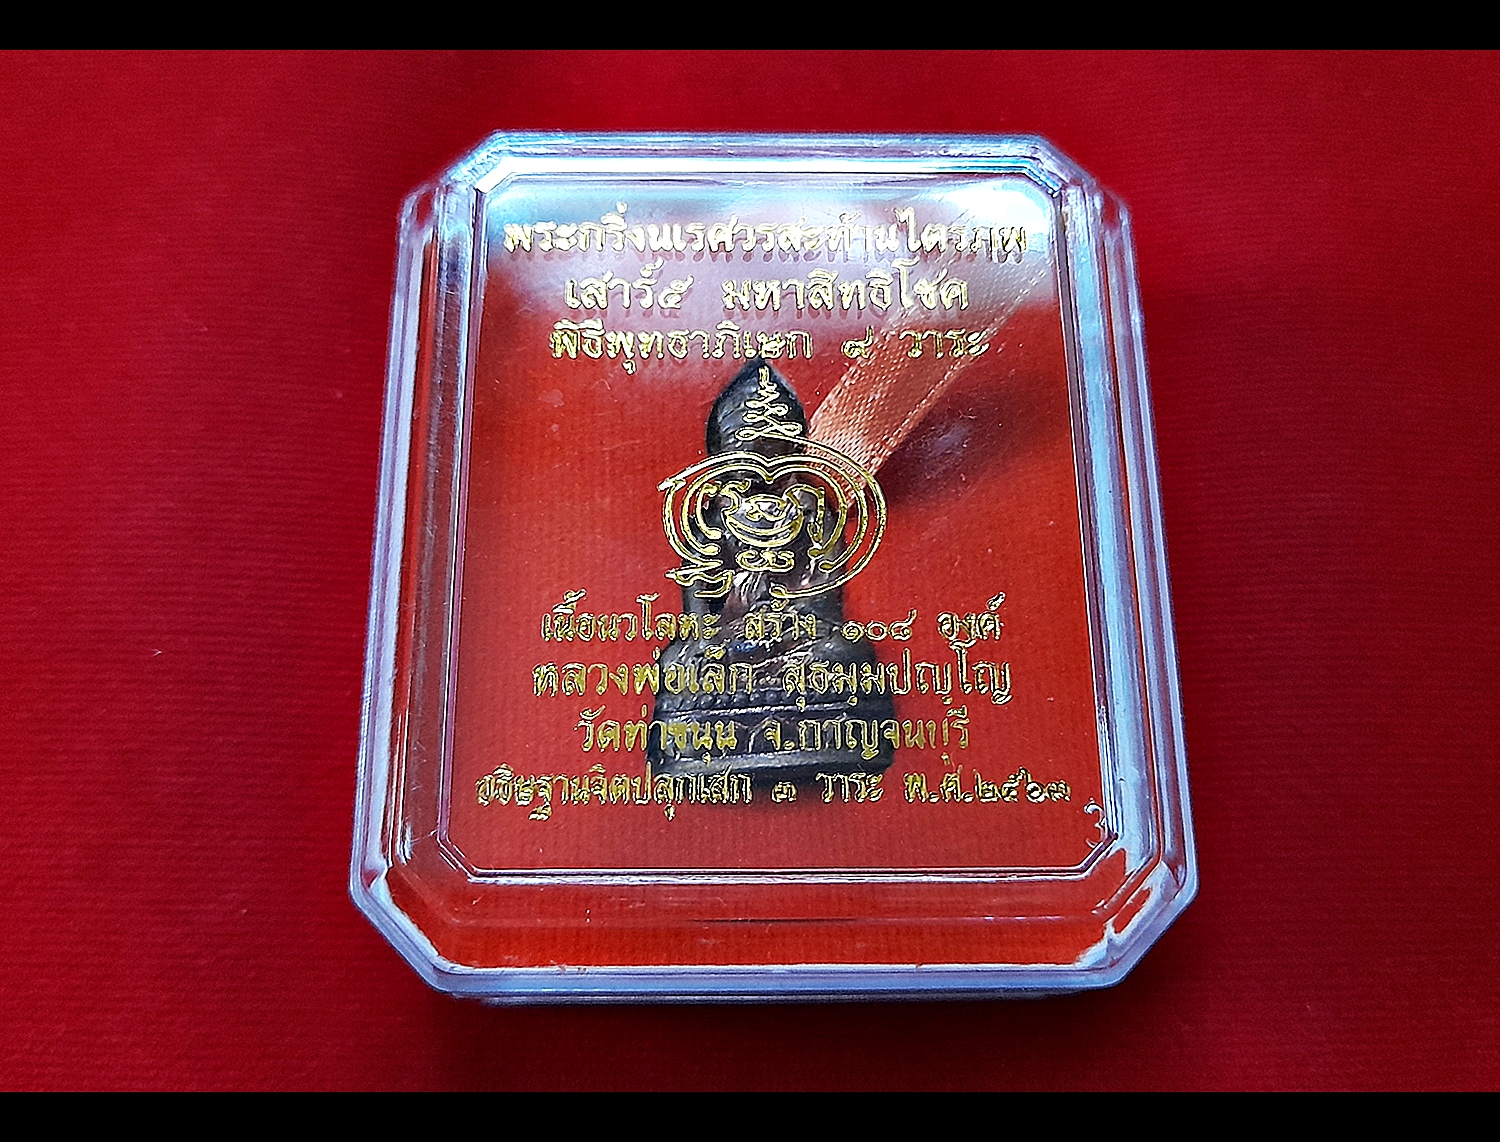 พระกริ่งนเรศวรสะท้านไตรภพ
เสาร์๕ มหาสิทธิโชค
พิธีพุทธาภิเษก ๘ วาระ
เนื้อนวโลหะ สร้าง ๑๐๘ องค์
หลวงพ่อเล็ก สุธมฺมปญฺโญ
วัดท่าขนุน จ.กาญจนบุรี
อธิษฐานจิตปลุกเสก ๓ วาระ พ.ศ.๒๕๖๓